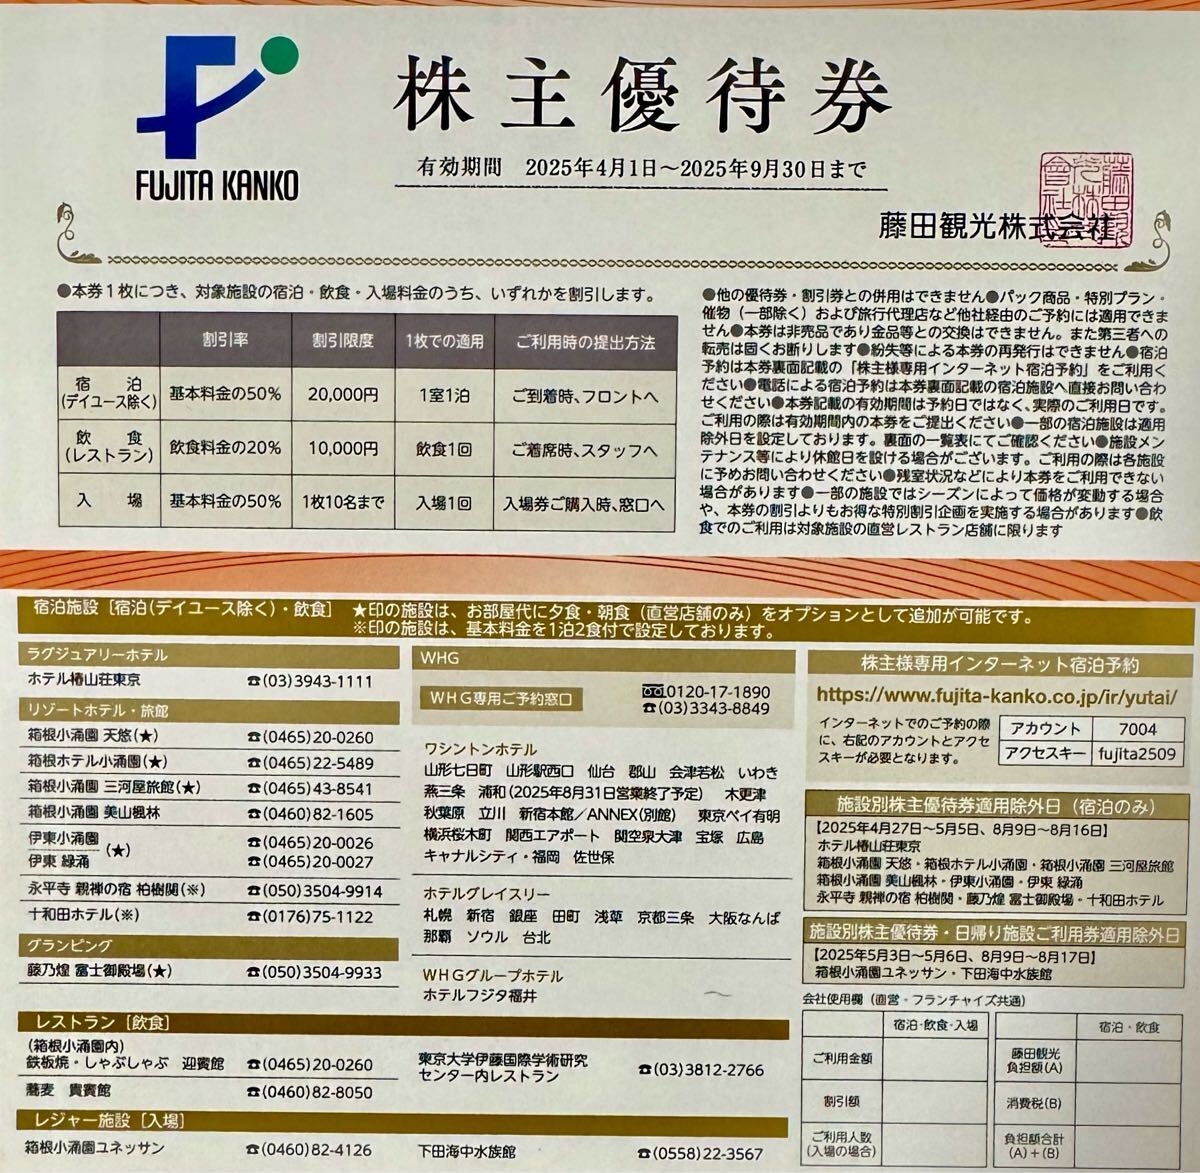 FUJITA KANKO
株主優待券
有効期間　2025年4月1日～2025年9月30日まで
藤田観光株式会社
●本券1枚につき、対象施設の宿泊・飲食・入場料金のうち、いずれかを割引します。
割引率　割引限度　1枚での適用　ご利用時の提出方法
宿　泊
(デイユース除く)　基本料金の50%　20,000円　1室1泊　ご到着時、フロントへ
飲　食
(レストラン)　飲食料金の20%　10,000円　飲食1回　ご着席時、スタッフへ
入　場　基本料金の50%　1枚10名まで　入場1回　入場券ご購入時、窓口へ
●他の優待券・割引券との併用はできません●パック商品・特別プラン・
催物（一部除く）および旅行代理店など他社経由のご予約には適用できま
せん●本券は非売品であり金品等との交換はできません。また第三者への
転売は固くお断りします●紛失等による本券の再発行はできません●宿泊
予約は本券裏面記載の「株主様専用インターネット宿泊予約」をご利用く
ださい●電話による宿泊予約は本券裏面記載の宿泊施設へ直接お問い合わ
せください●本券記載の有効期間は予約日ではなく、実際のご利用日です。
ご利用の際は有効期間内の本券をご提出ください●一部の宿泊施設は適用
除外日を設定しております。裏面の一覧表にてご確認ください●施設メン
テナンス等により休館日を設ける場合がございます。ご利用の際は各施設
に予めお問い合わせください●残室状況などにより本券をご利用できない
場合があります●一部の施設ではシーズンによって価格が変動する場合
や、本券の割引よりもお得な特別割引企画を実施する場合があります●飲
食でのご利用は対象施設の直営レストラン店舗に限ります
宿泊施設［宿泊(デイユース除く)・飲食］　★印の施設は、お部屋代に夕食・朝食（直営店舗のみ）をオプションとして追加が可能です。
※印の施設は、基本料金を1泊2食付で設定しております。
ラグジュアリーホテル
ホテル椿山荘東京　☎(03)3943-1111
リゾートホテル・旅館
箱根小涌園 天悠(★)　☎(0465)20-0260
箱根ホテル小涌園(★)　☎(0465)22-5489
箱根小涌園 三河屋旅館(★)　☎(0465)43-8541
箱根小涌園 美山楓林　☎(0460)82-1605
伊東小涌園　(★)　☎(0465)20-0026
伊東 緑涌　☎(0465)20-0027
永平寺 親禅の宿 柏樹関(※)　☎(050)3504-9914
十和田ホテル(※)　☎(0176)75-1122
グランピング
藤乃煌 富士御殿場(★)　☎(050)3504-9933
WHG
WHG専用ご予約窓口　0120-17-1890
☎(03)3343-8849
ワシントンホテル
山形七日町　山形駅西口　仙台　郡山　会津若松　いわき
燕三条　浦和(2025年8月31日営業終了予定)　木更津
秋葉原　立川　新宿本館／ANNEX(別館)　東京ベイ有明
横浜桜木町　関西エアポート　関空泉大津　宝塚　広島
キャナルシティ・福岡　佐世保
ホテルグレイスリー
札幌　新宿　銀座　田町　浅草　京都三条　大阪なんば
那覇　ソウル　台北
WHGグループホテル
ホテルフジタ福井
レストラン［飲食］
(箱根小涌園内)
鉄板焼・しゃぶしゃぶ　迎賓館　☎(0465)20-0260
蕎麦　貴賓館　☎(0460)82-8050
東京大学伊藤国際学術研究
センター内レストラン　☎(03)3812-2766
レジャー施設［入場］
箱根小涌園ユネッサン　☎(0460)82-4126
下田海中水族館　☎(0558)22-3567
株主様専用インターネット宿泊予約
https://www.fujita-kanko.co.jp/ir/yutai/
インターネットでのご予約の際
に、右記のアカウントとアクセ
スキーが必要となります。
アカウント　7004
アクセスキー　fujita2509
施設別株主優待券適用除外日（宿泊のみ）
【2025年4月27日～5月5日、8月9日～8月16日】
ホテル椿山荘東京
箱根小涌園 天悠・箱根ホテル小涌園・箱根小涌園 三河屋旅館
箱根小涌園 美山楓林・伊東小涌園・伊東 緑涌
永平寺 親禅の宿 柏樹関・藤乃煌 富士御殿場・十和田ホテル
施設別株主優待券・日帰り施設ご利用券適用除外日
【2025年5月3日～5月6日、8月9日～8月17日】
箱根小涌園ユネッサン・下田海中水族館
会社使用欄（直営・フランチャイズ共通）
宿泊・飲食・入場　宿泊・飲食
ご利用金額　藤田観光
負担額(A)
割引額　消費税(B)
ご利用人数
(入場の場合)　負担額合計
(A)＋(B)